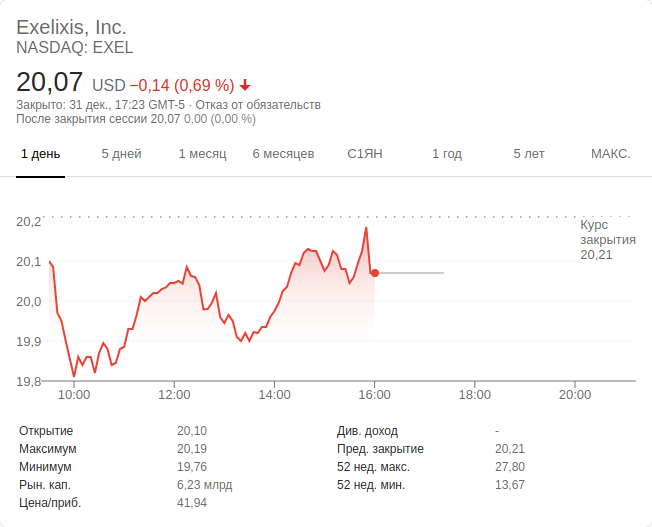 Exelixis, Inc.
NASDAQ: EXEL
20,07 USD −0,14 (0,69 %)
Закрыто: 31 дек., 17:23 GMT-5 · Отказ от обязательств
После закрытия сессии 20,07 0,00 (0,00 %)
1 день 5 дней 1 месяц 6 месяцев С1ЯН 1 год 5 лет МАКС.
20,2
Курс
закрытия
20,21
20,1
20,0
19,9
19,8
10:00 12:00 14:00 16:00 18:00 20:00
Открытие 20,10 Див. доход -
Максимум 20,19 Пред. закрытие 20,21
Минимум 19,76 52 нед. макс. 27,80
Рын. кап. 6,23 млрд 52 нед. мин. 13,67
Цена/приб. 41,94